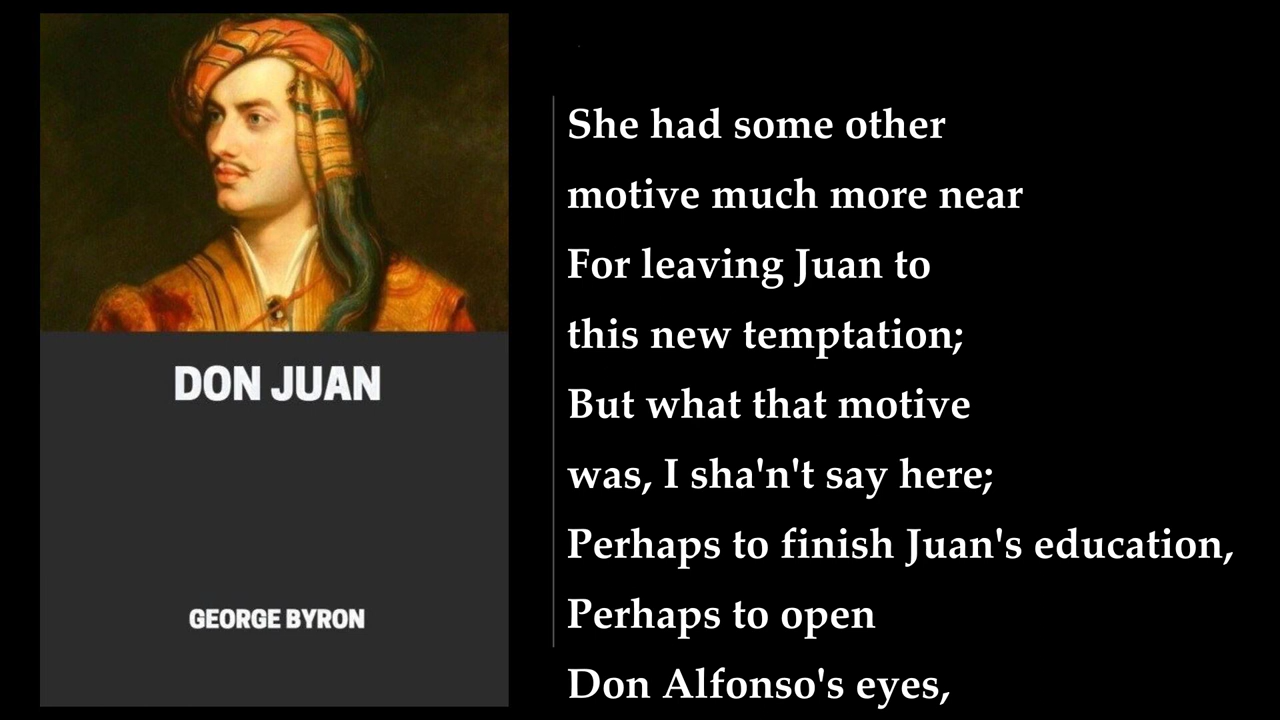 DON JUAN
GEORGE BYRON
She had some other
motive much more near
For leaving Juan to
this new temptation;
But what that motive
was, I sha'n't say here;
Perhaps to finish Juan's education,
Perhaps to open
Don Alfonso's eyes,